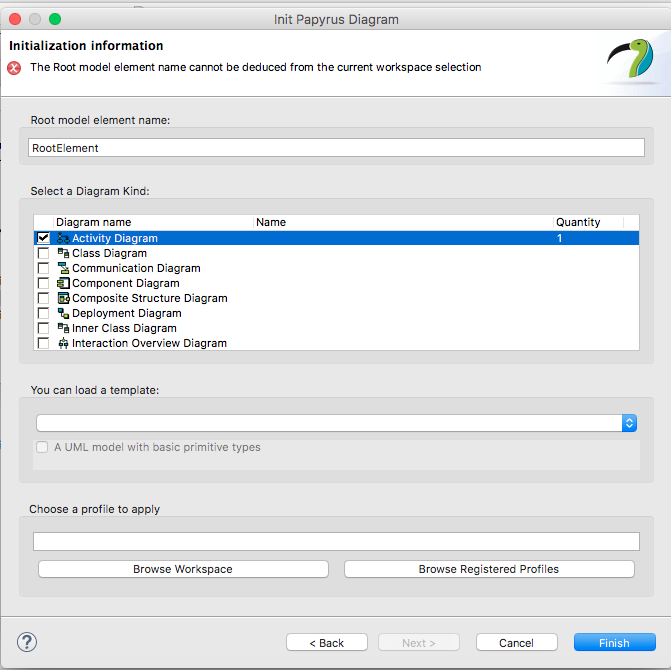 Init Papyrus Diagram
Initialization information
The Root model element name cannot be deduced from the current workspace selection
Root model element name:
RootElement
Select a Diagram Kind:
Diagram name Name Quantity
Activity Diagram 1
Class Diagram
Communication Diagram
Component Diagram
Composite Structure Diagram
Deployment Diagram
Inner Class Diagram
Interaction Overview Diagram
You can load a template:
A UML model with basic primitive types
Choose a profile to apply
Browse Workspace Browse Registered Profiles
? < Back Next > Cancel Finish